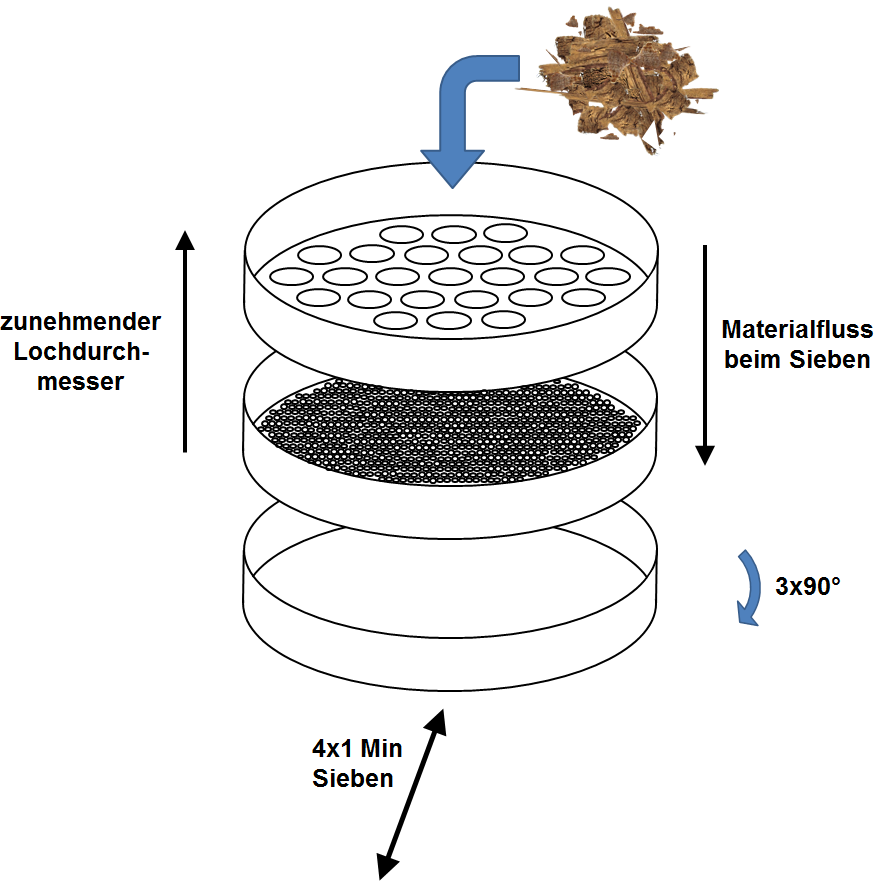 zunehmender
Lochdurch-
messer
Materialfluss
beim Sieben
3x90°
4x1 Min
Sieben